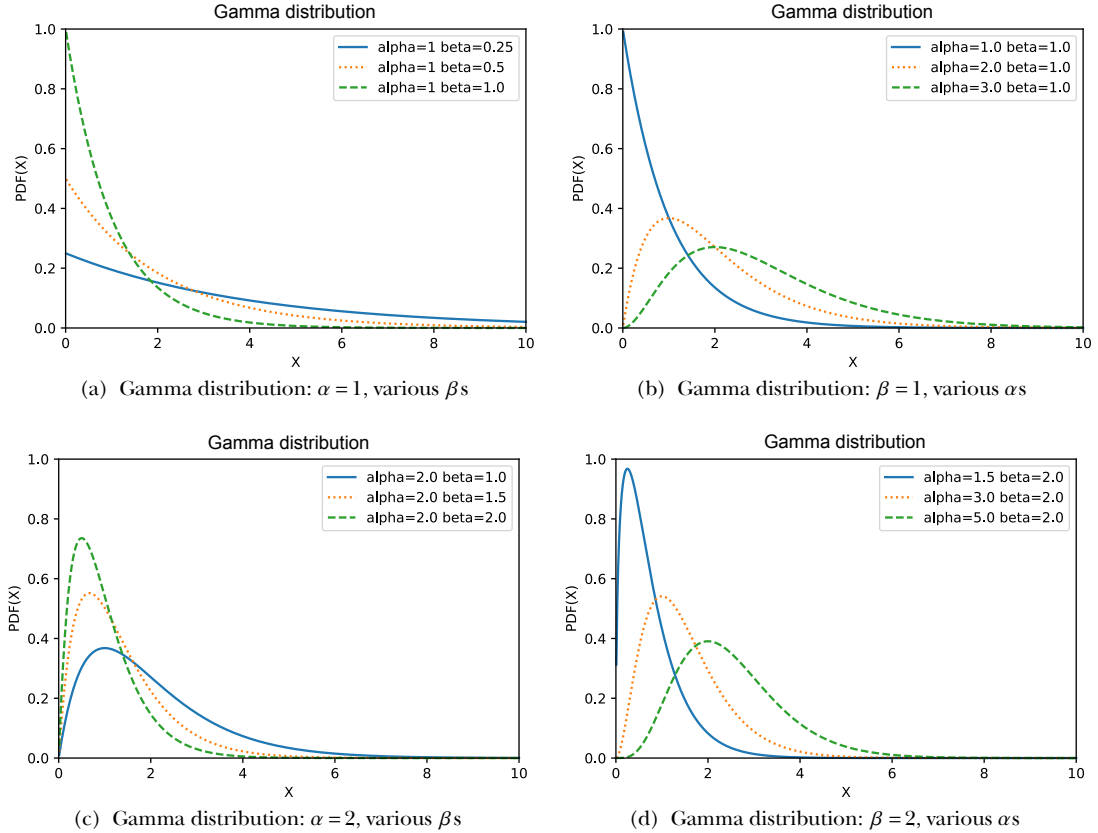 Gamma distribution
1.0
0.8
0.6
0.4
0.2
0.0
PDF(X)
alpha=1 beta=0.25
alpha=1 beta=0.5
alpha=1 beta=1.0
0 2 4 6 8 10
X
(a) Gamma distribution: α = 1, various βs
Gamma distribution
1.0
0.8
0.6
0.4
0.2
0.0
PDF(X)
alpha=1.0 beta=1.0
alpha=2.0 beta=1.0
alpha=3.0 beta=1.0
0 2 4 6 8 10
X
(b) Gamma distribution: β = 1, various αs
Gamma distribution
1.0
0.8
0.6
0.4
0.2
0.0
PDF(X)
alpha=2.0 beta=1.0
alpha=2.0 beta=1.5
alpha=2.0 beta=2.0
0 2 4 6 8 10
X
(c) Gamma distribution: α = 2, various βs
Gamma distribution
1.0
0.8
0.6
0.4
0.2
0.0
PDF(X)
alpha=1.5 beta=2.0
alpha=3.0 beta=2.0
alpha=5.0 beta=2.0
0 2 4 6 8 10
X
(d) Gamma distribution: β = 2, various αs